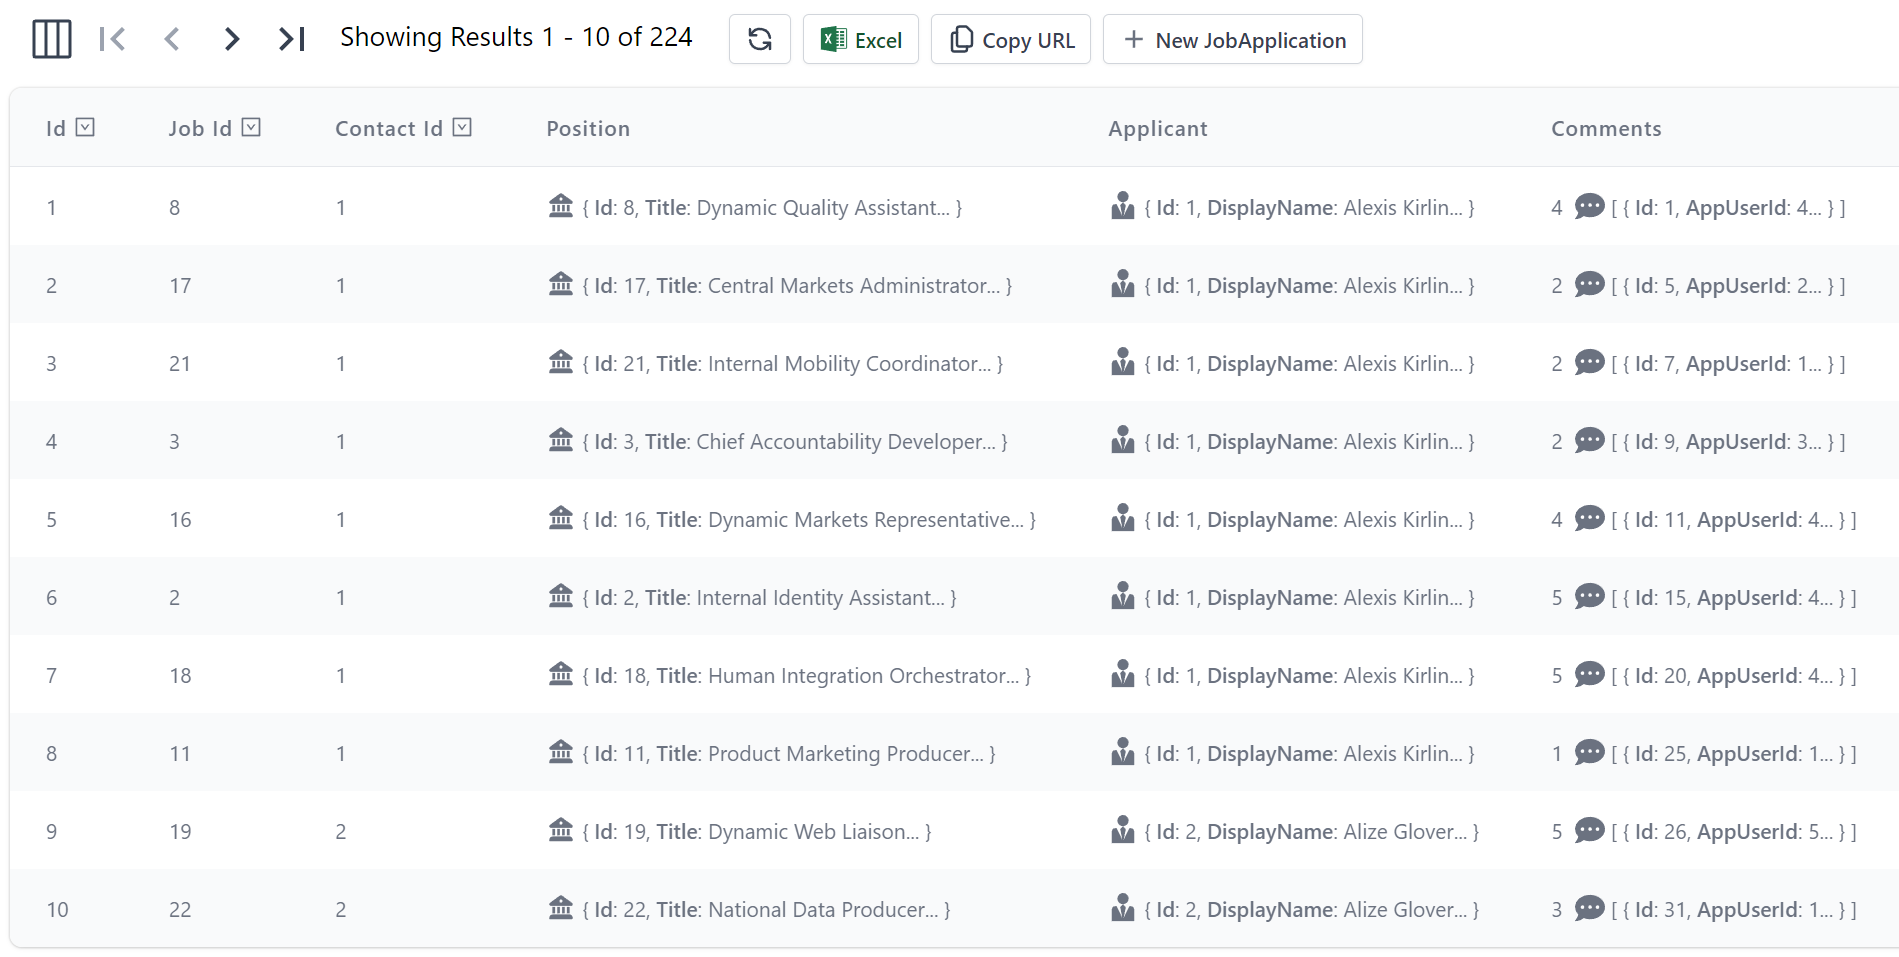 Showing Results 1 - 10 of 224 Excel Copy URL + New JobApplication
Id Job Id Contact Id Position Applicant Comments
1 8 1 { Id: 8, Title: Dynamic Quality Assistant... } { Id: 1, DisplayName: Alexis Kirlin... } 4 [ { Id: 1, AppUserId: 4... } ]
2 17 1 { Id: 17, Title: Central Markets Administrator... } { Id: 1, DisplayName: Alexis Kirlin... } 2 [ { Id: 5, AppUserId: 2... } ]
3 21 1 { Id: 21, Title: Internal Mobility Coordinator... } { Id: 1, DisplayName: Alexis Kirlin... } 2 [ { Id: 7, AppUserId: 1... } ]
4 3 1 { Id: 3, Title: Chief Accountability Developer... } { Id: 1, DisplayName: Alexis Kirlin... } 2 [ { Id: 9, AppUserId: 3... } ]
5 16 1 { Id: 16, Title: Dynamic Markets Representative... } { Id: 1, DisplayName: Alexis Kirlin... } 4 [ { Id: 11, AppUserId: 4... } ]
6 2 1 { Id: 2, Title: Internal Identity Assistant... } { Id: 1, DisplayName: Alexis Kirlin... } 5 [ { Id: 15, AppUserId: 4... } ]
7 18 1 { Id: 18, Title: Human Integration Orchestrator... } { Id: 1, DisplayName: Alexis Kirlin... } 5 [ { Id: 20, AppUserId: 4... } ]
8 11 1 { Id: 11, Title: Product Marketing Producer... } { Id: 1, DisplayName: Alexis Kirlin... } 1 [ { Id: 25, AppUserId: 1... } ]
9 19 2 { Id: 19, Title: Dynamic Web Liaison... } { Id: 2, DisplayName: Alize Glover... } 5 [ { Id: 26, AppUserId: 5... } ]
10 22 2 { Id: 22, Title: National Data Producer... } { Id: 2, DisplayName: Alize Glover... } 3 [ { Id: 31, AppUserId: 1... } ]